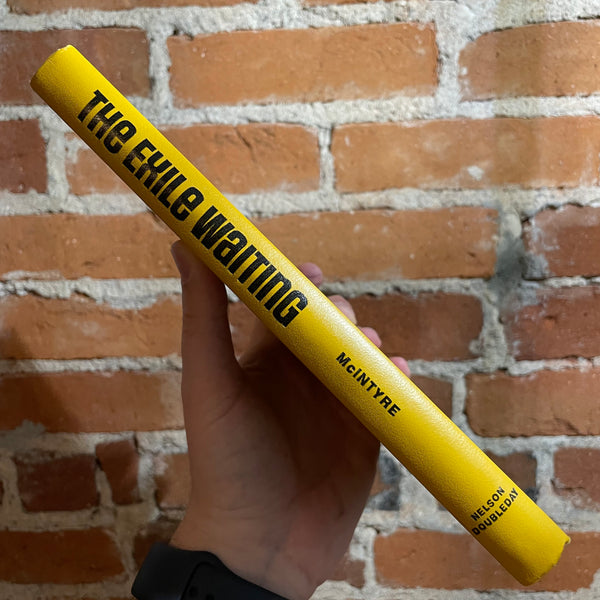 THe EXILe WaITING
McINTYRE
NELSON
DOUBLEDAY